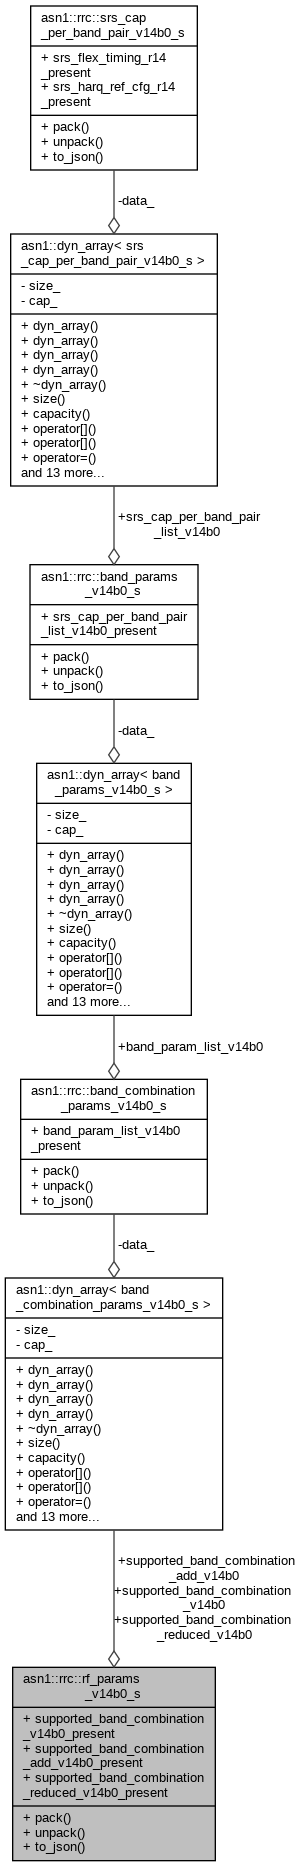 asn1::rrc::srs_cap
_per_band_pair_v14b0_s
+ srs_flex_timing_r14
_present
+ srs_harq_ref_cfg_r14
_present
+ pack()
+ unpack()
+ to_json()
-data_
asn1::dyn_array< srs
_cap_per_band_pair_v14b0_s >
- size_
- cap_
+ dyn_array()
+ dyn_array()
+ dyn_array()
+ dyn_array()
+ ~dyn_array()
+ size()
+ capacity()
+ operator[]()
+ operator[]()
+ operator=()
and 13 more...
+srs_cap_per_band_pair
_list_v14b0
asn1::rrc::band_params
_v14b0_s
+ srs_cap_per_band_pair
_list_v14b0_present
+ pack()
+ unpack()
+ to_json()
-data_
asn1::dyn_array< band
_params_v14b0_s >
- size_
- cap_
+ dyn_array()
+ dyn_array()
+ dyn_array()
+ dyn_array()
+ ~dyn_array()
+ size()
+ capacity()
+ operator[]()
+ operator[]()
+ operator=()
and 13 more...
+band_param_list_v14b0
asn1::rrc::band_combination
_params_v14b0_s
+ band_param_list_v14b0
_present
+ pack()
+ unpack()
+ to_json()
-data_
asn1::dyn_array< band
_combination_params_v14b0_s >
- size_
- cap_
+ dyn_array()
+ dyn_array()
+ dyn_array()
+ dyn_array()
+ ~dyn_array()
+ size()
+ capacity()
+ operator[]()
+ operator[]()
+ operator=()
and 13 more...
+supported_band_combination
_add_v14b0
+supported_band_combination
_v14b0
+supported_band_combination
_reduced_v14b0
asn1::rrc::rf_params
_v14b0_s
+ supported_band_combination
_v14b0_present
+ supported_band_combination
_add_v14b0_present
+ supported_band_combination
_reduced_v14b0_present
+ pack()
+ unpack()
+ to_json()